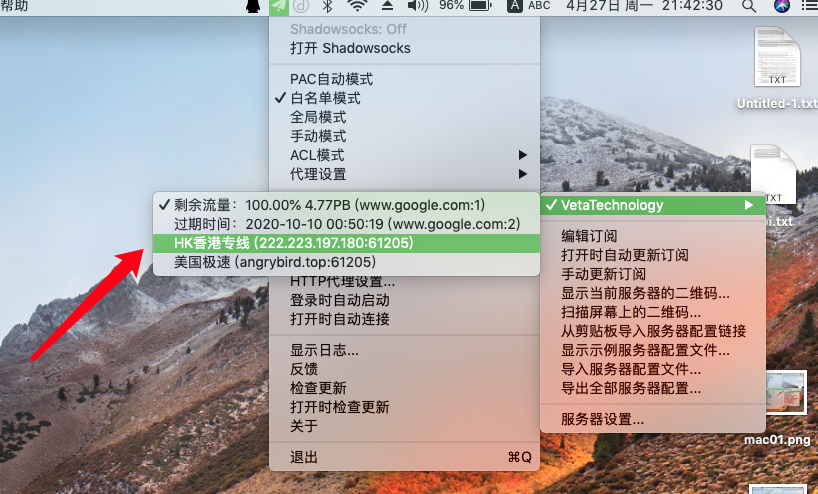 帮助
96%
A ABC
4月27日 周一 21:42:30
Shadowsocks: Off
打开 Shadowsocks
PAC自动模式
✓ 白名单模式
全局模式
手动模式
ACL模式
代理设置
✓ 剩余流量：100.00% 4.77PB (www.google.com:1)
过期时间：2020-10-10 00:50:19 (www.google.com:2)
HK香港专线 (222.223.197.180:61205)
美国极速 (angrybird.top:61205)
✓ VetaTechnology
编辑订阅
打开时自动更新订阅
手动更新订阅
显示当前服务器的二维码...
扫描屏幕上的二维码...
从剪贴板导入服务器配置链接
显示示例服务器配置文件...
导入服务器配置文件...
导出全部服务器配置...
服务器设置...
HTTP代理设置...
登录时自动启动
打开时自动连接
显示日志...
反馈
检查更新
打开时检查更新
关于
退出 ⌘Q
TXT
Untitled-1.txt
TXT
pi.txt
mac01.png